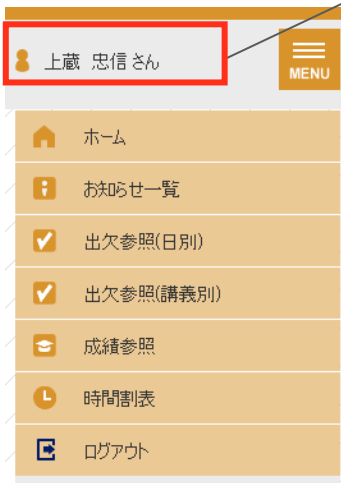 上蔵 忠信さん
MENU
ホーム
お知らせ一覧
出欠参照(日別)
出欠参照(講義別)
成績参照
時間割表
ログアウト